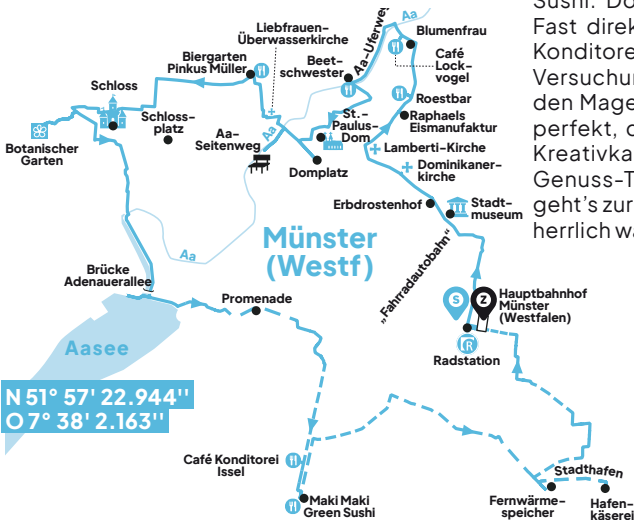 Liebfrauen-
Überwasserkirche
Aa
Aa-Uferweg
Blumenfrau
Biergarten
Pinkus Müller
Beet-
schwester
Café
Lock-
vogel
Schloss
Roestbar
Schloss-
platz
St.-
Paulus-
Dom
Raphaels
Eismanufaktur
Aa-
Seitenweg
Aa
Botanischer
Garten
Lamberti-Kirche
Domplatz
Dominikaner-
kirche
Erbdrostenhof
Stadt-
museum
Münster
(Westf)
Aa
„Fahrradautobahn“
Brücke
Adenauerallee
Promenade
S
Z
Hauptbahnhof
Münster
(Westfalen)
Aasee
R
Radstation
N 51° 57' 22.944''
O 7° 38' 2.163''
Café Konditorei
Issel
Stadthafen
Maki Maki
Green Sushi
Fernwärme-
speicher
Hafen-
käserei
Sushi. Do
Fast direk
Konditore
Versuchun
den Mage
perfekt, d
Kreativka
Genuss-T
geht's zur
herrlich wa